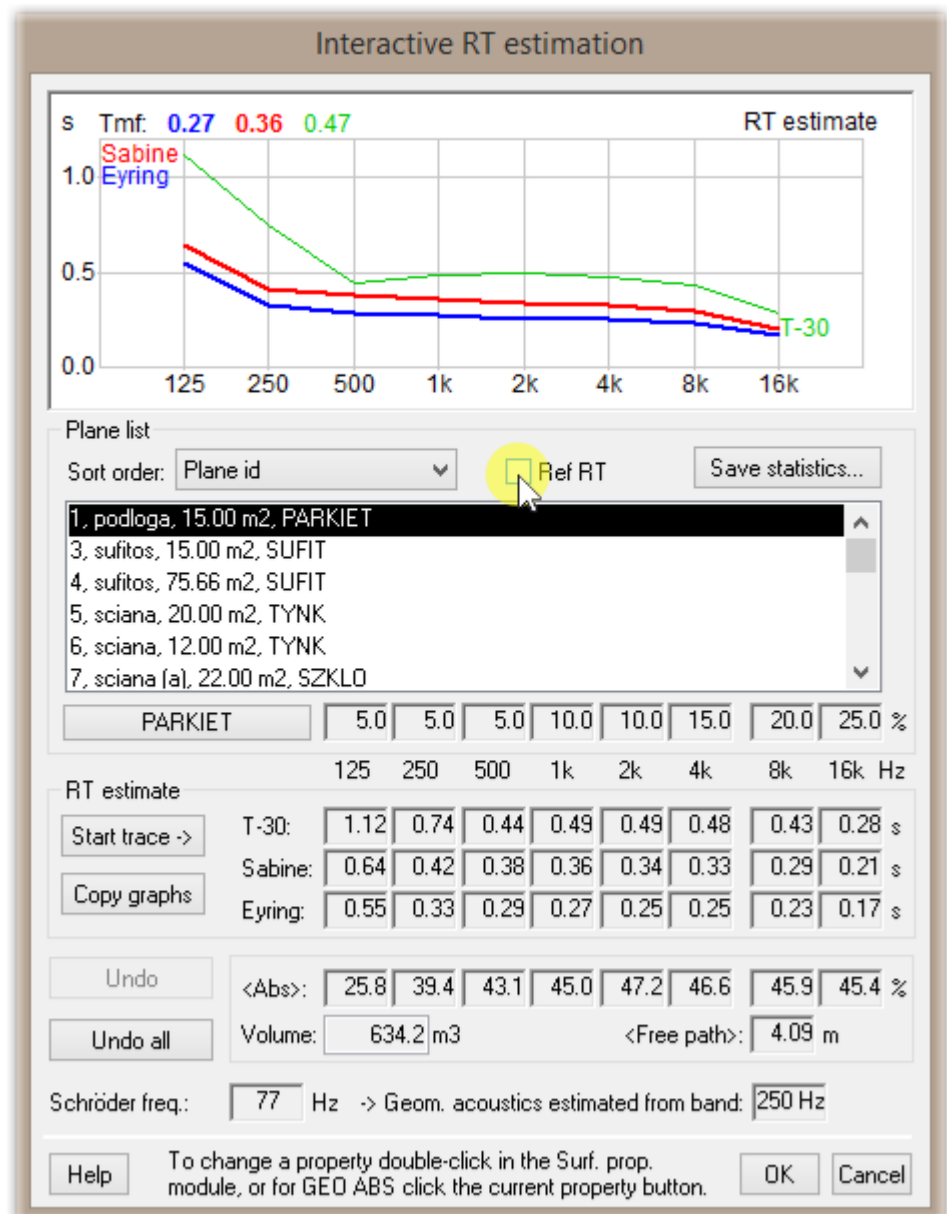 Interactive RT estimation
s Tmf: 0.27 0.36 0.47 RT estimate
Sabine
1.0 Eyring
0.5
T-30
0.0
125 250 500 1k 2k 4k 8k 16k
Plane list
Sort order: Plane id Ref RT Save statistics...
1, podloga, 15.00 m2, PARKIET
3, sufitos, 15.00 m2, SUFIT
4, sufitos, 75.66 m2, SUFIT
5, sciana, 20.00 m2, TYNK
6, sciana, 12.00 m2, TYNK
7, sciana (a), 22.00 m2, SZKLO
PARKIET 5.0 5.0 5.0 10.0 10.0 15.0 20.0 25.0 %
125 250 500 1k 2k 4k 8k 16k Hz
RT estimate
Start trace -> T-30: 1.12 0.74 0.44 0.49 0.49 0.48 0.43 0.28 s
Sabine: 0.64 0.42 0.38 0.36 0.34 0.33 0.29 0.21 s
Copy graphs
Eyring: 0.55 0.33 0.29 0.27 0.25 0.25 0.23 0.17 s
Undo <Abs>: 25.8 39.4 43.1 45.0 47.2 46.6 45.9 45.4 %
Undo all Volume: 634.2 m3 <Free path>: 4.09 m
Schröder freq.: 77 Hz -> Geom. acoustics estimated from band: 250 Hz
Help To change a property double-click in the Surf. prop. OK Cancel
module, or for GEO ABS click the current property button.